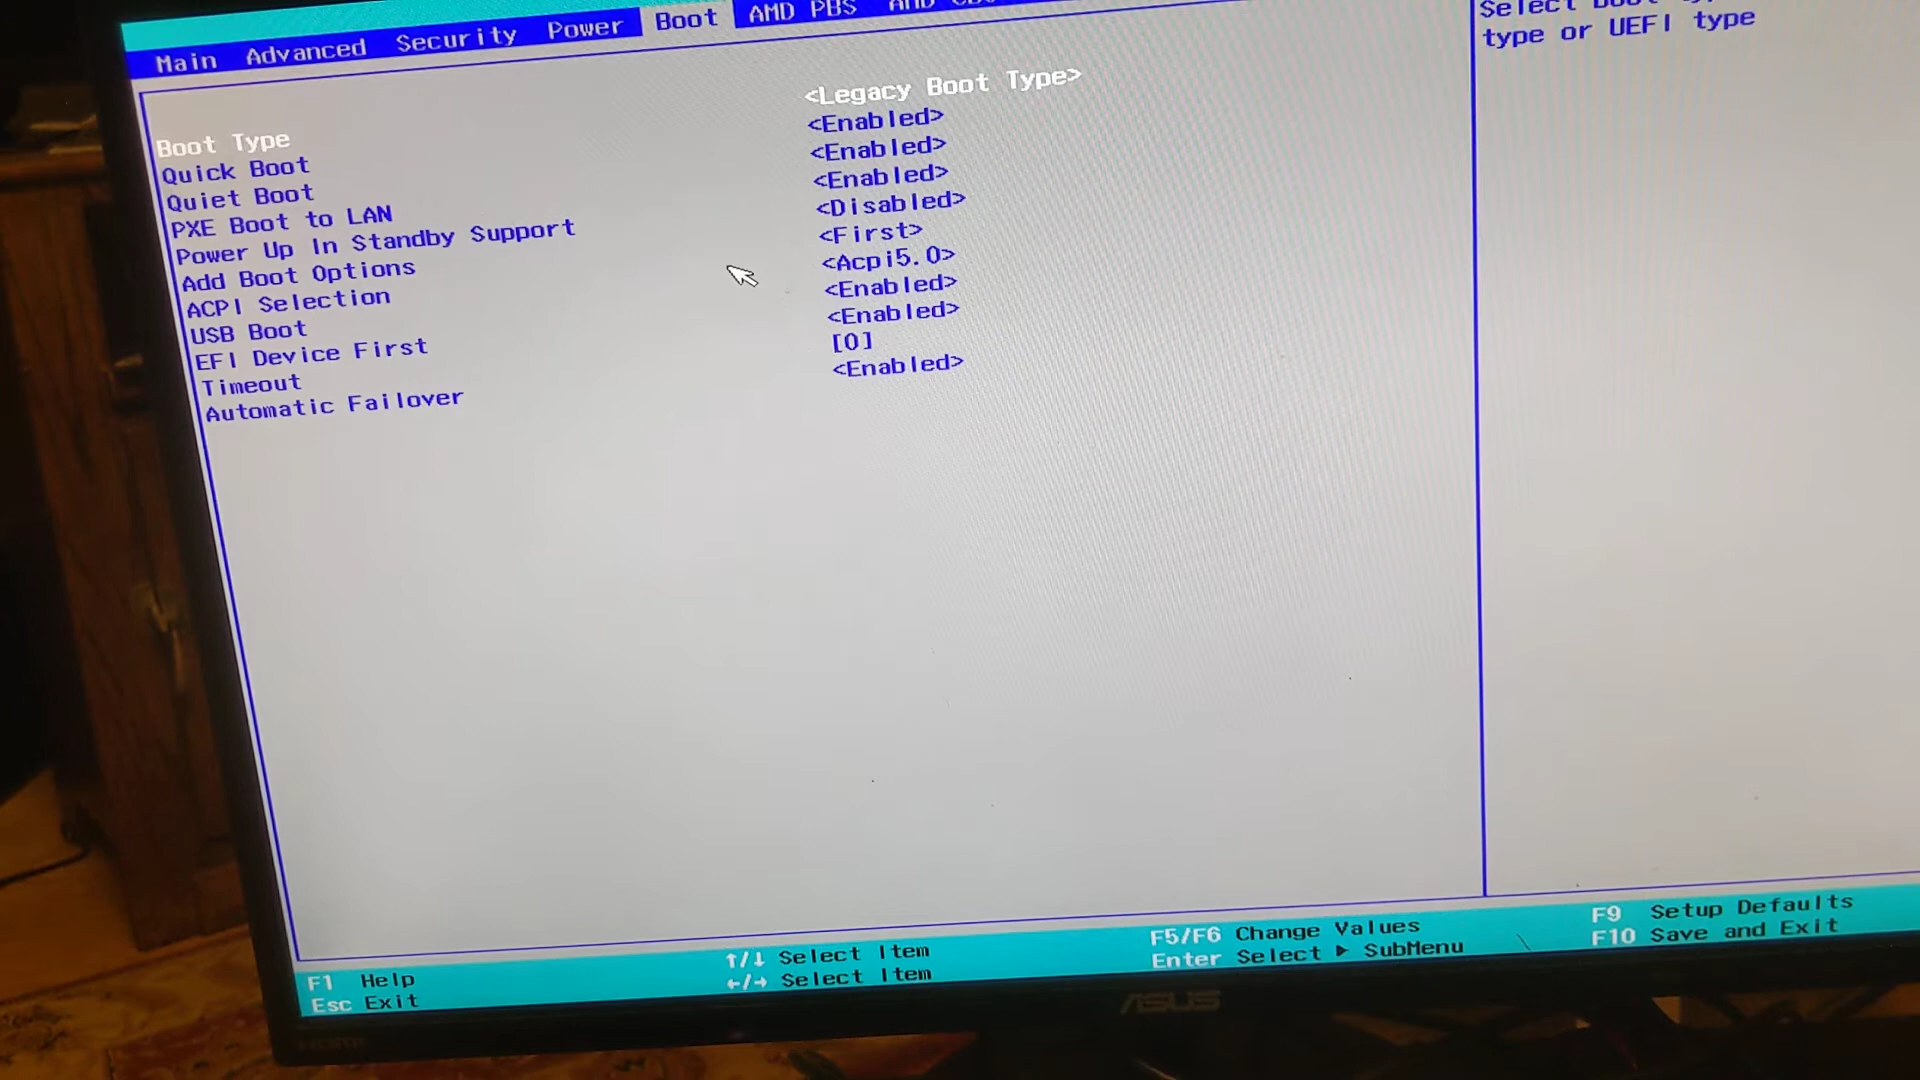 Main Advanced Security Power Boot AMD PBS AMD
Select
type or UEFI type
Boot Type <Legacy Boot Type>
Quick Boot <Enabled>
Quiet Boot <Enabled>
PXE Boot to LAN <Enabled>
Power Up In Standby Support <Disabled>
Add Boot Options <First>
ACPI Selection <Acpi5.0>
USB Boot <Enabled>
EFI Device First <Enabled>
Timeout [0]
Automatic Failover <Enabled>
F1 Help ↑/↓ Select Item F5/F6 Change Values F9 Setup Defaults
Esc Exit ←/→ Select Item Enter Select ▶ SubMenu F10 Save and Exit
ASUS
HDMI